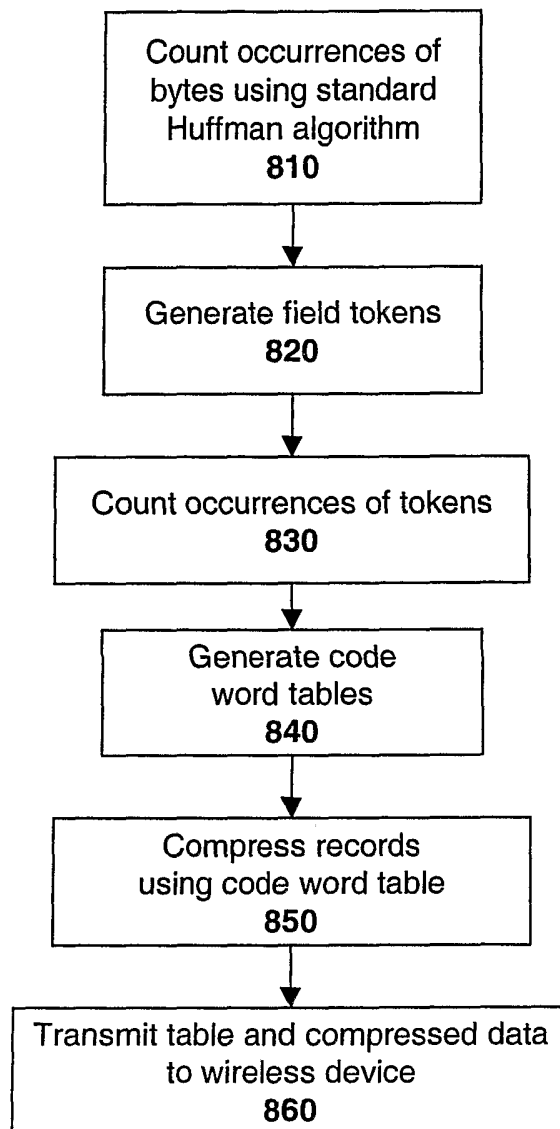 Count occurrences of
bytes using standard
Huffman algorithm
810
Generate field tokens
820
Count occurrences of tokens
830
Generate code
word tables
840
Compress records
using code word table
850
Transmit table and compressed data
to wireless device
860